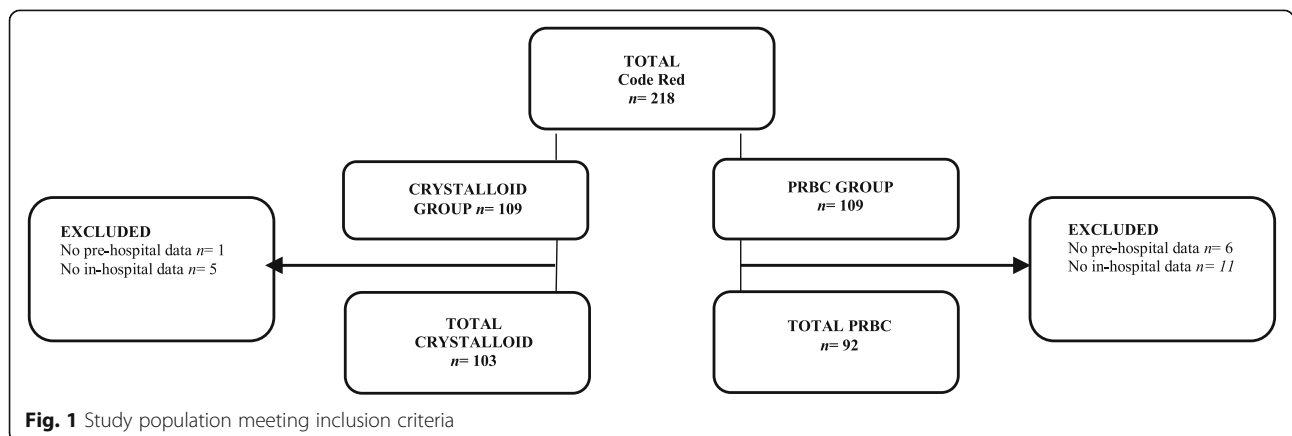 TOTAL
Code Red
n= 218
CRYSTALLOID
GROUP n= 109
PRBC GROUP
n= 109
EXCLUDED
No pre-hospital data n= 1
No in-hospital data n= 5
EXCLUDED
No pre-hospital data n= 6
No in-hospital data n= 11
TOTAL
CRYSTALLOID
n= 103
TOTAL PRBC
n= 92
Fig. 1 Study population meeting inclusion criteria